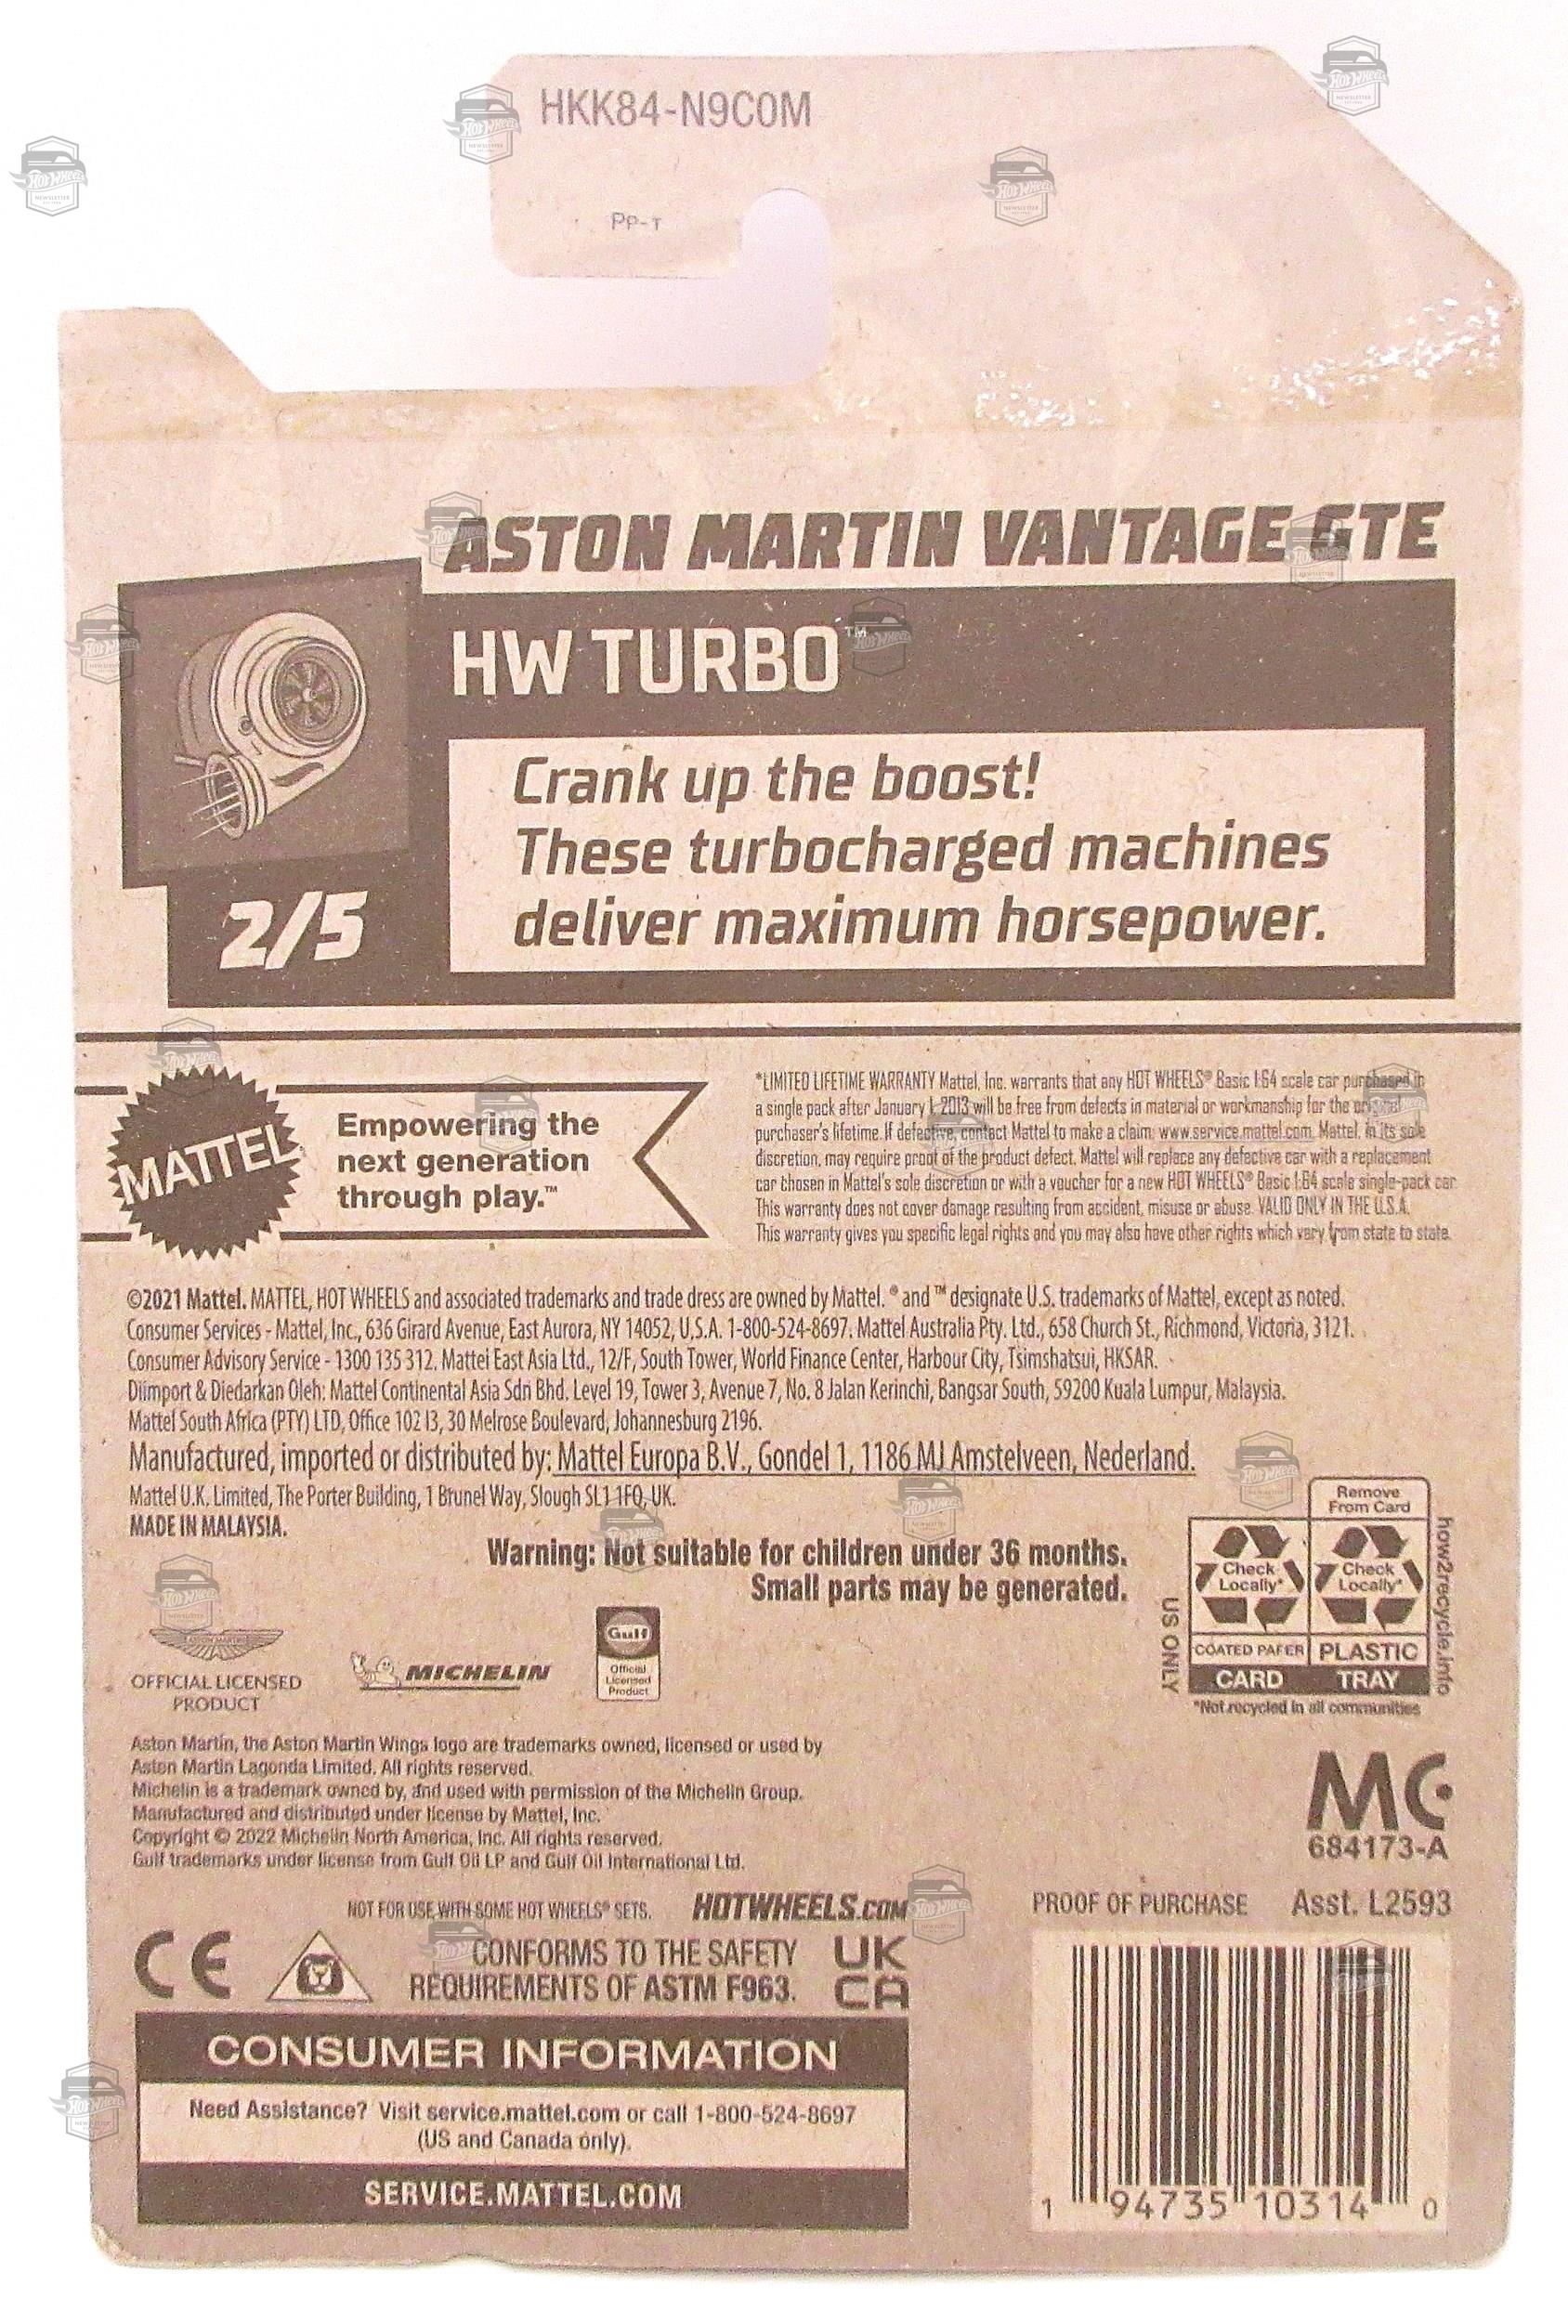 HKK84-N9C0M
PP-T
ASTON MARTIN VANTAGE GTE
HW TURBO™
Crank up the boost!
These turbocharged machines
deliver maximum horsepower.
2/5
MATTEL
Empowering the
next generation
through play.™
*LIMITED LIFETIME WARRANTY Mattel, Inc. warrants that any HOT WHEELS® Basic 1:64 scale car purchased in
a single pack after January 1, 2013 will be free from defects in material or workmanship for the original
purchaser's lifetime. If defective, contact Mattel to make a claim: www.service.mattel.com. Mattel, in its sole
discretion, may require proof of the product defect. Mattel will replace any defective car with a replacement
car chosen in Mattel's sole discretion or with a voucher for a new HOT WHEELS® Basic 1:64 scale single-pack car.
This warranty does not cover damage resulting from accident, misuse or abuse. VALID ONLY IN THE U.S.A.
This warranty gives you specific legal rights and you may also have other rights which vary from state to state.
©2021 Mattel. MATTEL, HOT WHEELS and associated trademarks and trade dress are owned by Mattel. ® and ™ designate U.S. trademarks of Mattel, except as noted.
Consumer Services - Mattel, Inc., 636 Girard Avenue, East Aurora, NY 14052, U.S.A. 1-800-524-8697. Mattel Australia Pty. Ltd., 658 Church St., Richmond, Victoria, 3121.
Consumer Advisory Service - 1300 135 312. Mattel East Asia Ltd., 12/F, South Tower, World Finance Center, Harbour City, Tsimshatsui, HKSAR.
Diimport & Diedarkan Oleh: Mattel Continental Asia Sdn Bhd. Level 19, Tower 3, Avenue 7, No. 8 Jalan Kerinchi, Bangsar South, 59200 Kuala Lumpur, Malaysia.
Mattel South Africa (PTY) LTD, Office 102 I3, 30 Melrose Boulevard, Johannesburg 2196.
Manufactured, imported or distributed by: Mattel Europa B.V., Gondel 1, 1186 MJ Amstelveen, Nederland.
Mattel U.K. Limited, The Porter Building, 1 Brunel Way, Slough SL1 1FQ, UK.
MADE IN MALAYSIA.
Warning: Not suitable for children under 36 months.
Small parts may be generated.
Remove
From Card
Check
Locally*
Check
Locally*
COATED PAPER
PLASTIC
CARD
TRAY
US ONLY
how2recycle.info
*Not recycled in all communities
ASTON MARTIN
OFFICIAL LICENSED
PRODUCT
MICHELIN
Gulf
Official
Licensed
Product
Aston Martin, the Aston Martin Wings logo are trademarks owned, licensed or used by
Aston Martin Lagonda Limited. All rights reserved.
Michelin is a trademark owned by, and used with permission of the Michelin Group.
Manufactured and distributed under license by Mattel, Inc.
Copyright © 2022 Michelin North America, Inc. All rights reserved.
Gulf trademarks under license from Gulf Oil LP and Gulf Oil International Ltd.
MC
684173-A
NOT FOR USE WITH SOME HOT WHEELS® SETS.
HOTWHEELS.COM
PROOF OF PURCHASE
Asst. L2593
CE
CONFORMS TO THE SAFETY
REQUIREMENTS OF ASTM F963.
UK
CA
CONSUMER INFORMATION
Need Assistance? Visit service.mattel.com or call 1-800-524-8697
(US and Canada only).
SERVICE.MATTEL.COM
1 94735 10314 0